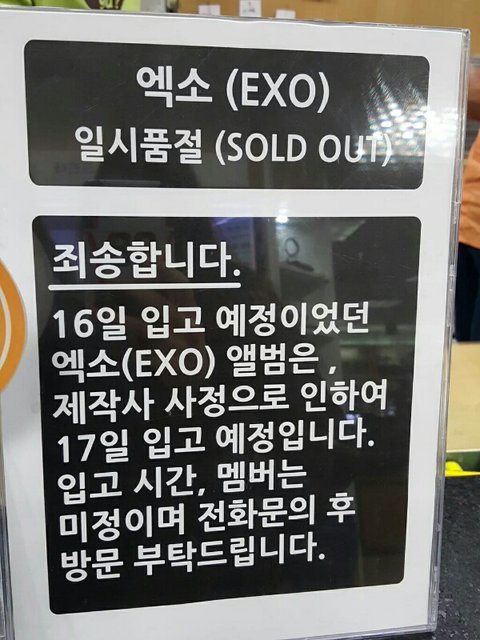 엑소 (EXO)
일시품절 (SOLD OUT)
죄송합니다.
16일 입고 예정이었던
엑소(EXO) 앨범은 ,
제작사 사정으로 인하여
17일 입고 예정입니다.
입고 시간, 멤버는
미정이며 전화문의 후
방문 부탁드립니다.